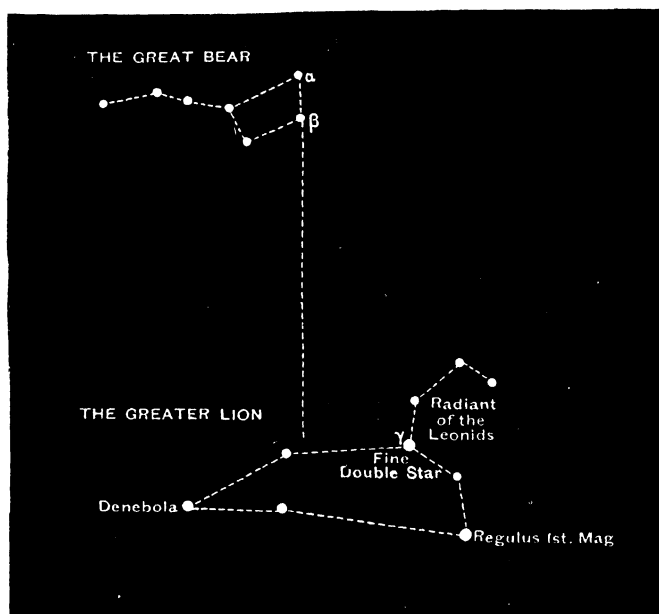 THE GREAT BEAR
α
β
THE GREATER LION
Radiant
of the
Leonids
γ
Fine
Double Star
Denebola
Regulus 1st. Mag